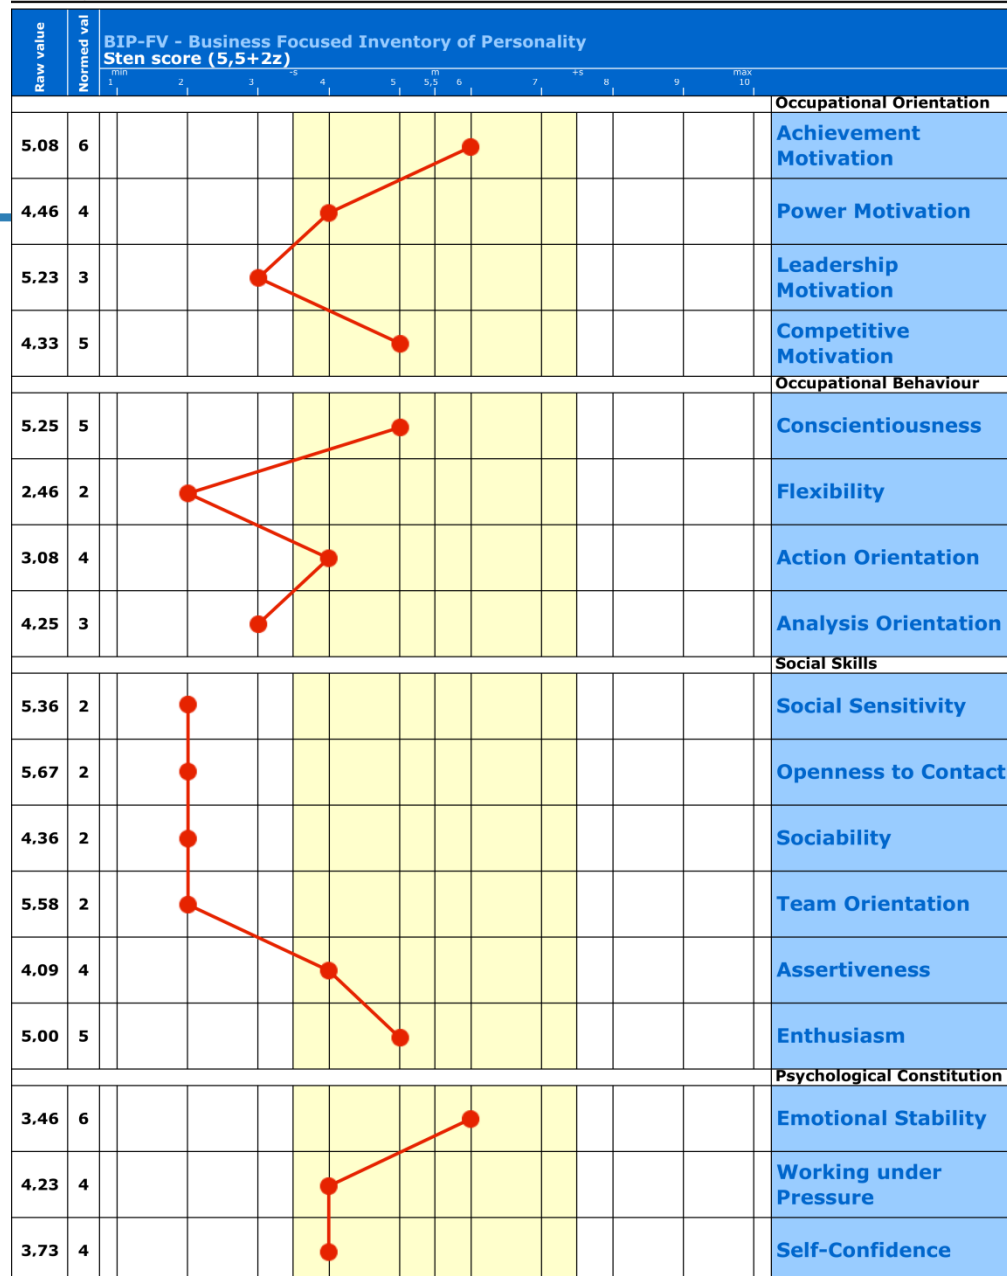 Raw value
Normed val
BIP-FV - Business Focused Inventory of Personality
Sten score (5,5+2z)
min -s m +s max
1 2 3 4 5 5,5 6 7 8 9 10
Occupational Orientation
5.08 6 Achievement
Motivation
4.46 4 Power Motivation
5.23 3 Leadership
Motivation
4.33 5 Competitive
Motivation
Occupational Behaviour
5.25 5 Conscientiousness
2.46 2 Flexibility
3.08 4 Action Orientation
4.25 3 Analysis Orientation
Social Skills
5.36 2 Social Sensitivity
5.67 2 Openness to Contact
4.36 2 Sociability
5.58 2 Team Orientation
4.09 4 Assertiveness
5.00 5 Enthusiasm
Psychological Constitution
3.46 6 Emotional Stability
4.23 4 Working under
Pressure
3.73 4 Self-Confidence